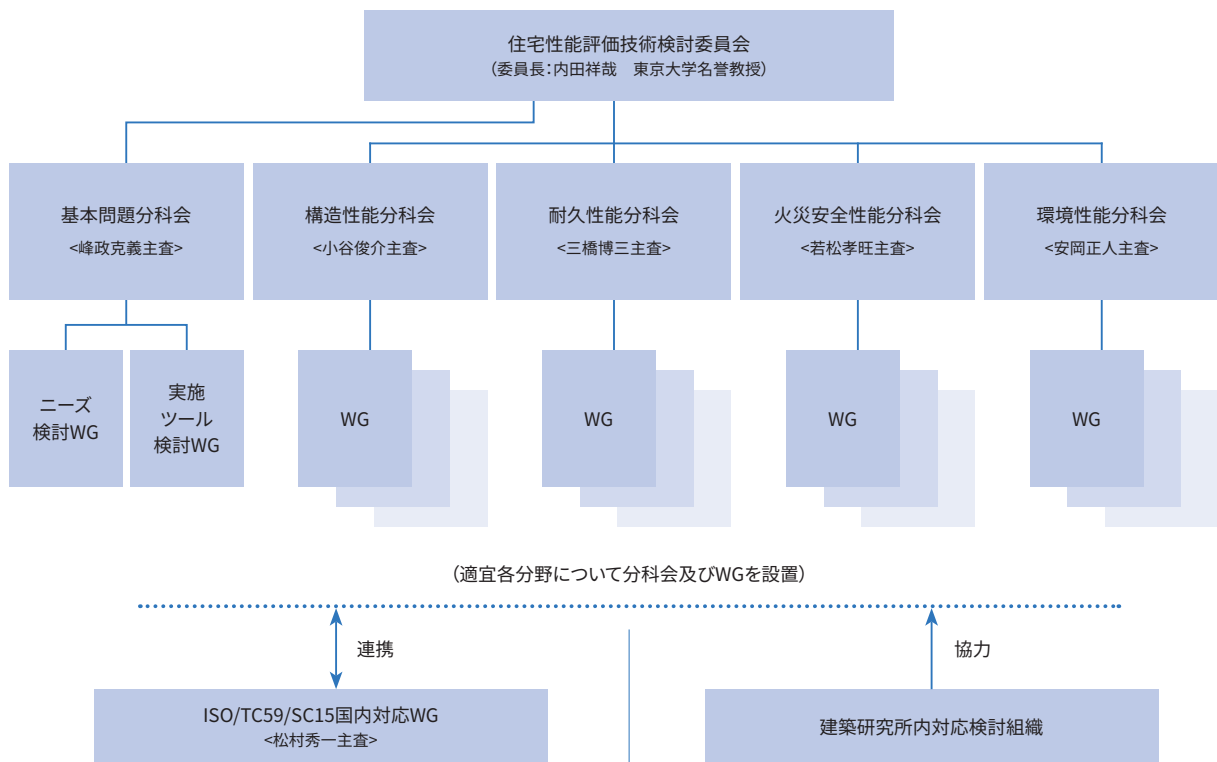 住宅性能評価技術検討委員会
（委員長：内田祥哉　東京大学名誉教授）
基本問題分科会
<峰政克義主査>
構造性能分科会
<小谷俊介主査>
耐久性能分科会
<三橋博三主査>
火災安全性能分科会
<若松孝旺主査>
環境性能分科会
<安岡正人主査>
ニーズ
検討WG
実施
ツール
検討WG
WG
WG
WG
WG
（適宜各分野について分科会及びWGを設置）
連携
協力
ISO/TC59/SC15国内対応WG
<松村秀一主査>
建築研究所内対応検討組織